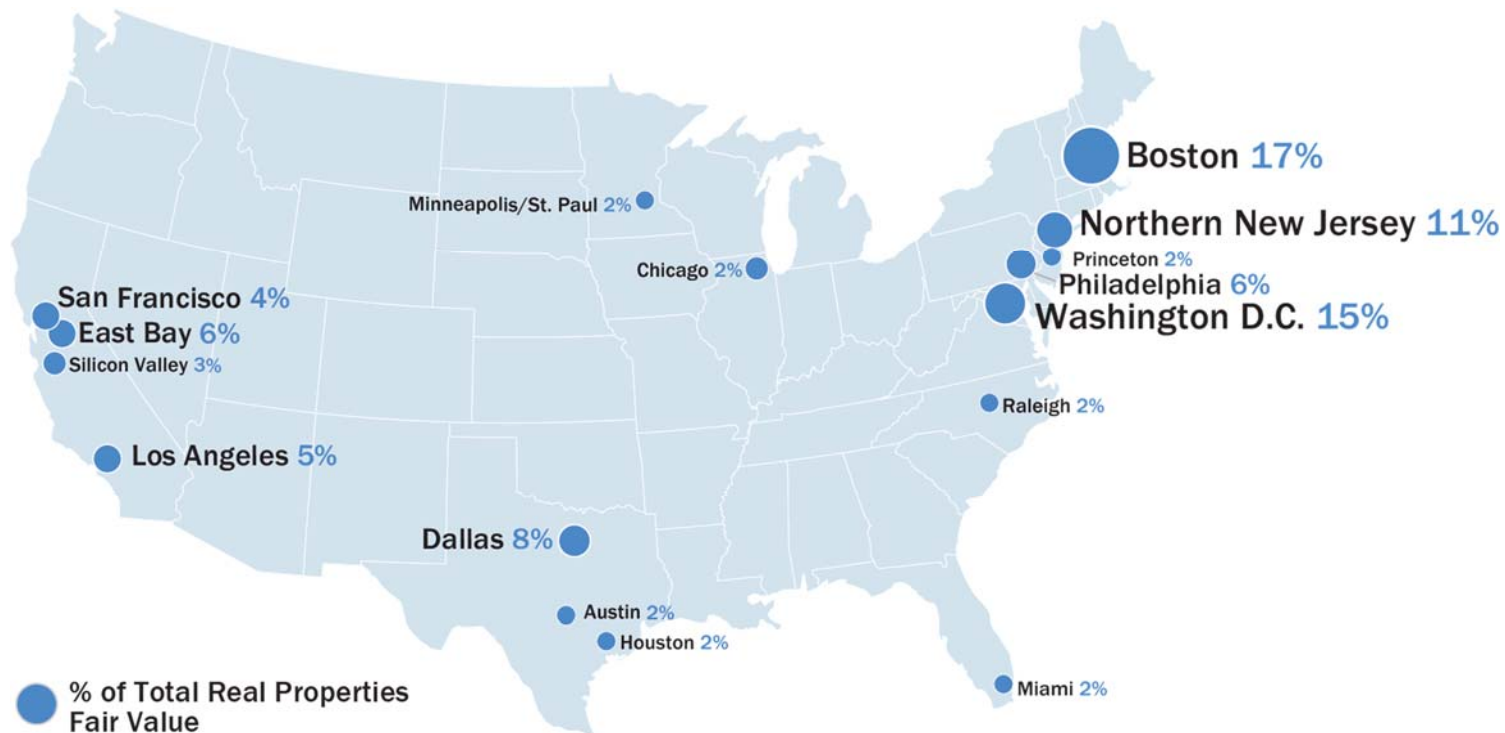 Boston 17%
Minneapolis/St. Paul 2%
Northern New Jersey 11%
Princeton 2%
Chicago 2%
Philadelphia 6%
San Francisco 4%
Washington D.C. 15%
East Bay 6%
Silicon Valley 3%
Raleigh 2%
Los Angeles 5%
Dallas 8%
Austin 2%
Houston 2%
Miami 2%
% of Total Real Properties
Fair Value